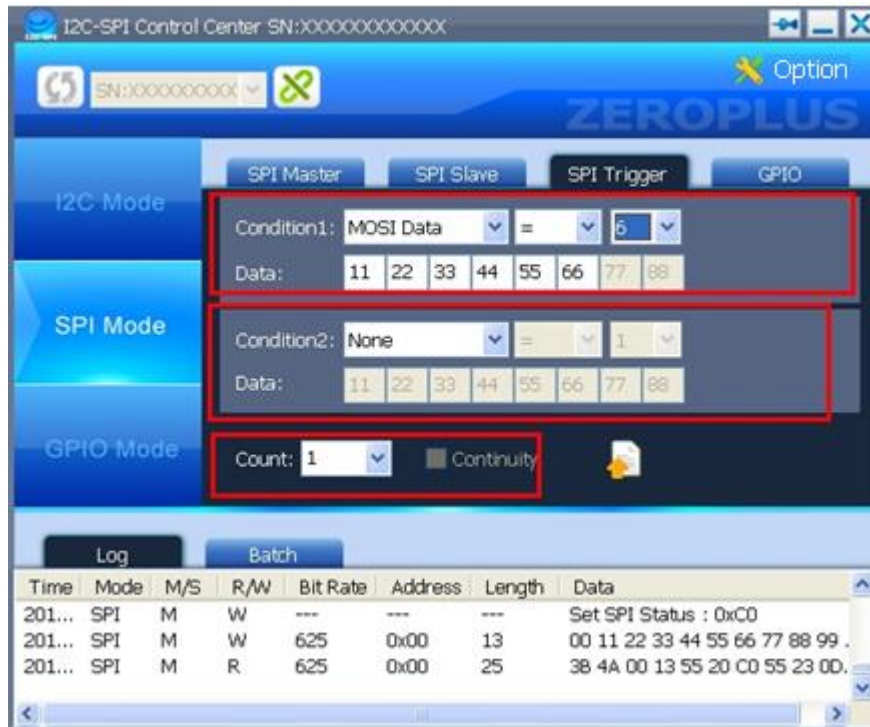 I2C-SPI Control Center SN:XXXXXXXXXXXX
SN:XXXXXXXXXX
Option
ZEROPLUS
I2C Mode
SPI Mode
GPIO Mode
SPI Master SPI Slave SPI Trigger GPIO
Condition1: MOSI Data = 6
Data: 11 22 33 44 55 66 77 88
Condition2: None = 1
Data: 11 22 33 44 55 66 77 88
Count: 1 Continuity
Log Batch
Time Mode M/S R/W Bit Rate Address Length Data
201... SPI M W --- --- --- Set SPI Status : 0xC0
201... SPI M W 625 0x00 13 00 11 22 33 44 55 66 77 88 99 .
201... SPI M R 625 0x00 25 3B 4A 00 13 55 20 C0 55 23 0D.